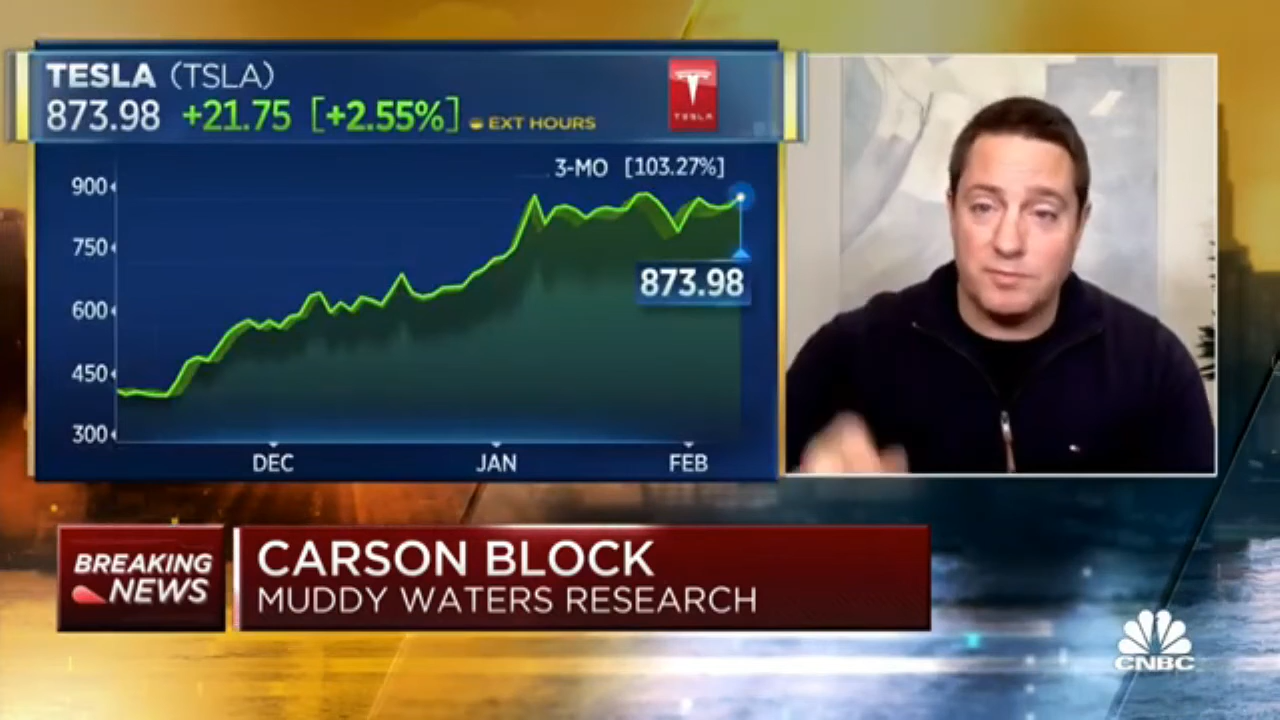 TESLA (TSLA)
873.98 +21.75 [+2.55%] EXT HOURS
TESLA
3-MO [103.27%]
900
750
600
450
300
873.98
DEC JAN FEB
BREAKING
NEWS
CARSON BLOCK
MUDDY WATERS RESEARCH
CNBC